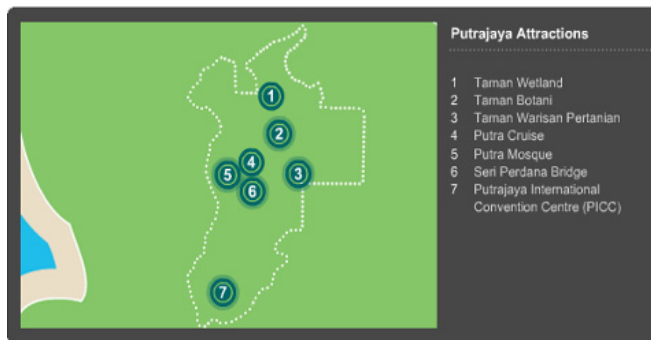 Putrajaya Attractions
1 Taman Wetland
2 Taman Botani
3 Taman Warisan Pertanian
4 Putra Cruise
5 Putra Mosque
6 Seri Perdana Bridge
7 Putrajaya International
Convention Centre (PICC)
1
2
4
5
3
6
7